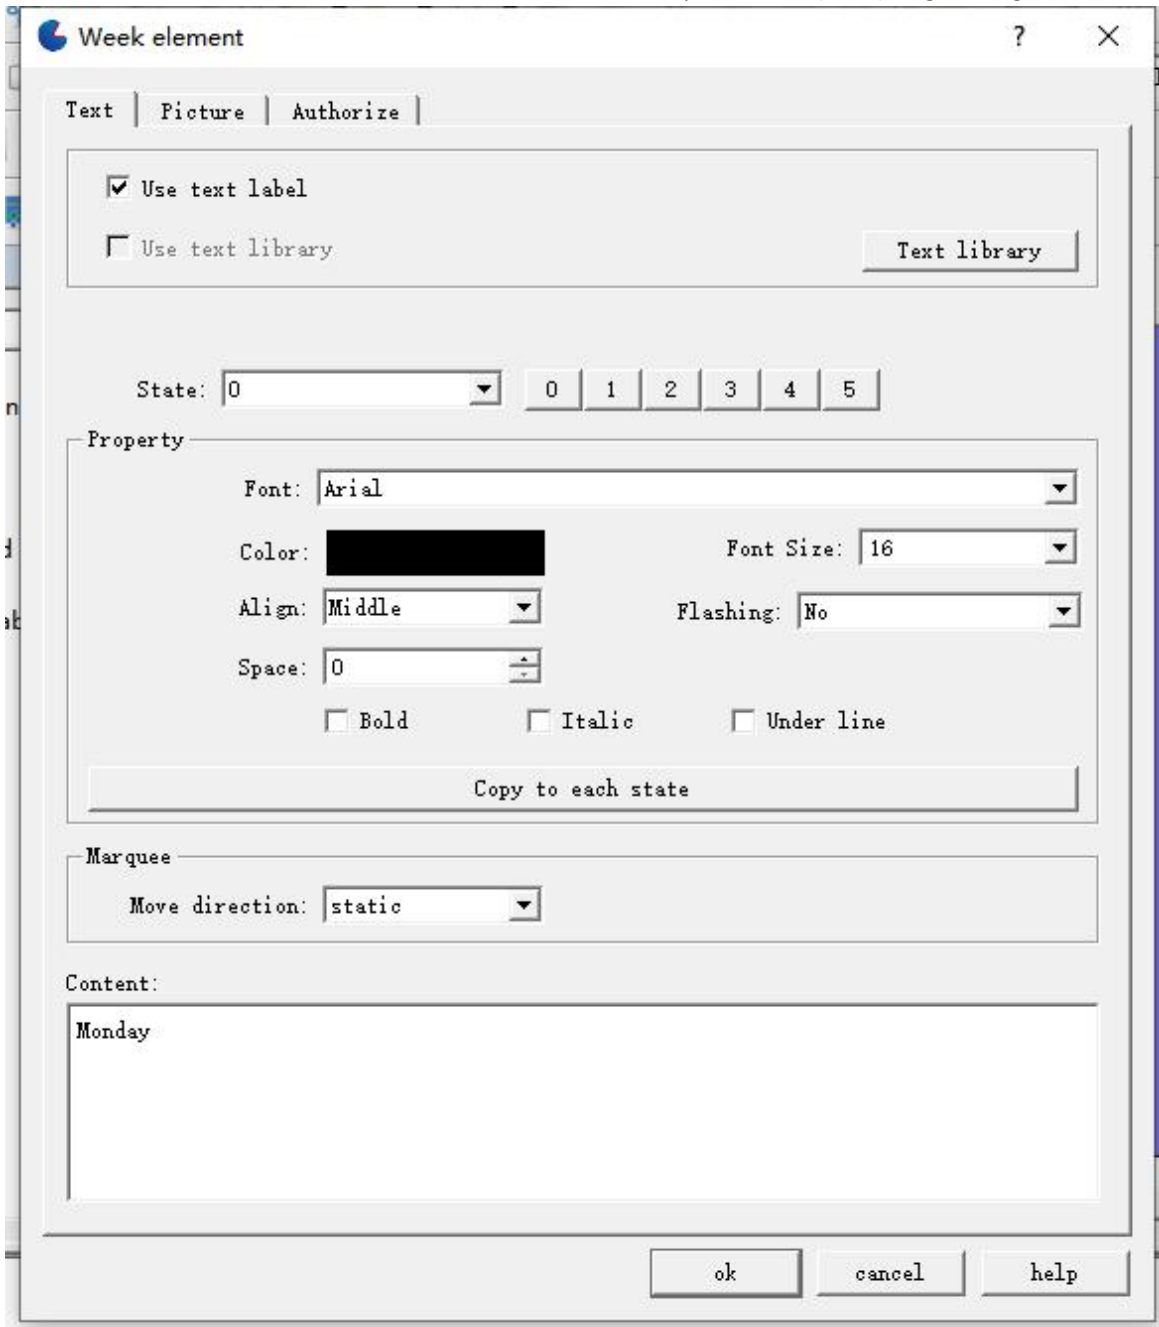 Week element ?
Text Picture Authorize
Use text label
Use text library Text library
State: 0 0 1 2 3 4 5
Property
Font: Arial
Color: Font Size: 16
Align: Middle Flashing: No
Space: 0
Bold Italic Under line
Copy to each state
Marquee
Move direction: static
Content:
Monday
ok cancel help